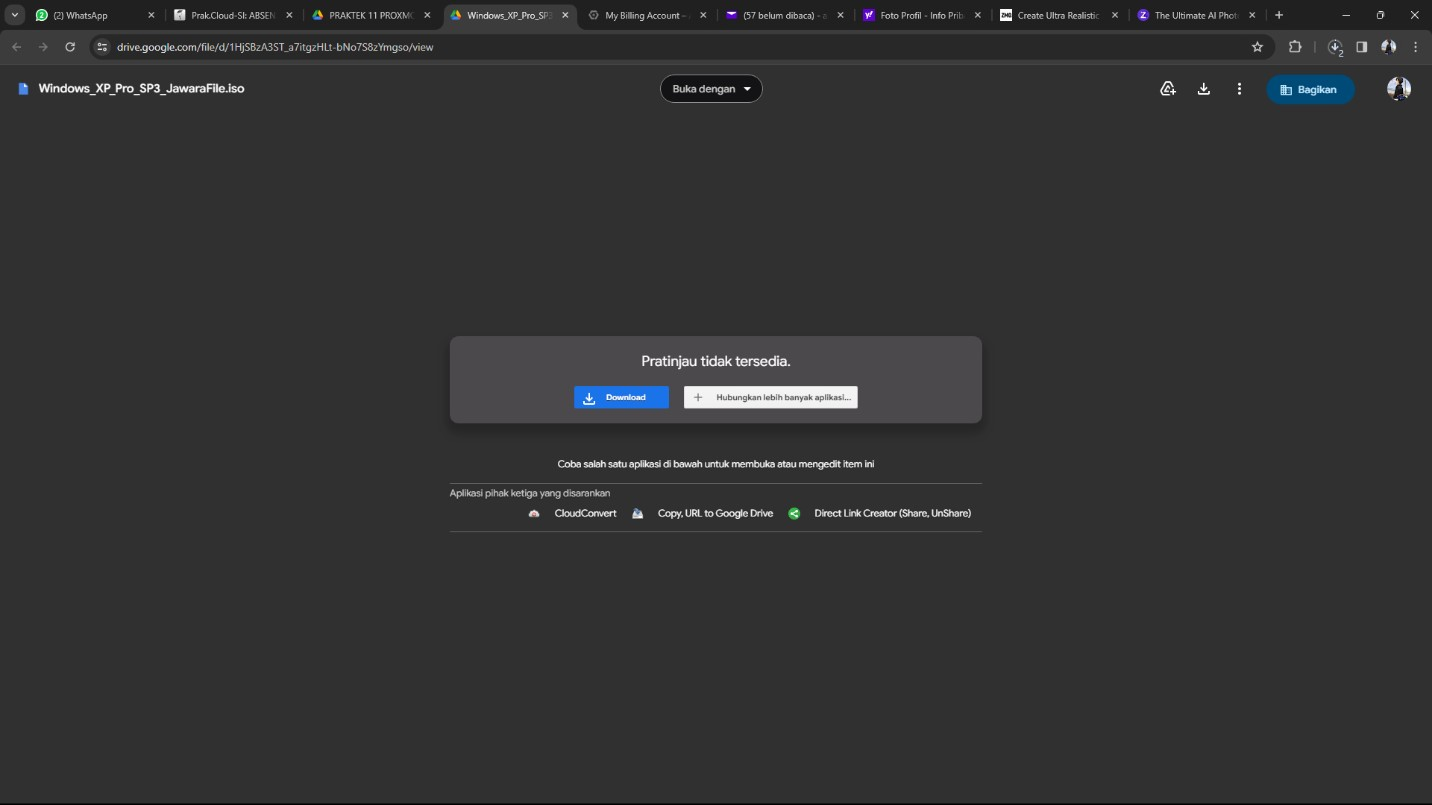 (2) WhatsApp
Prak.Cloud-SI: ABSEN
PRAKTEK 11 PROXMO
Windows_XP_Pro_SP3
My Billing Account –
(57 belum dibaca) - a
Foto Profil - Info Prib
Create Ultra Realistic
The Ultimate AI Phot
drive.google.com/file/d/1HjSBzA3ST_a7itgzHLt-bNo7S8zYmgso/view
2
Windows_XP_Pro_SP3_JawaraFile.iso
Buka dengan
Bagikan
Pratinjau tidak tersedia.
Download
Hubungkan lebih banyak aplikasi...
Coba salah satu aplikasi di bawah untuk membuka atau mengedit item ini
Aplikasi pihak ketiga yang disarankan
CloudConvert
Copy, URL to Google Drive
Direct Link Creator (Share, UnShare)